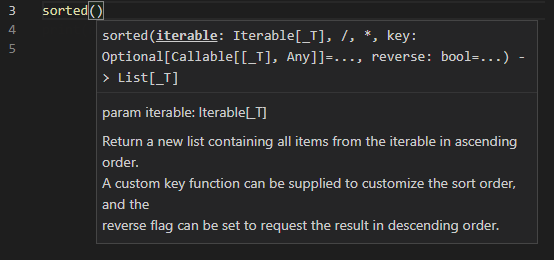 3 sorted()
4
5
sorted(iterable: Iterable[_T], /, *, key:
Optional[Callable[[_T], Any]]=..., reverse: bool=...) -
> List[_T]
param iterable: Iterable[_T]
Return a new list containing all items from the iterable in ascending
order.
A custom key function can be supplied to customize the sort order,
and the
reverse flag can be set to request the result in descending order.